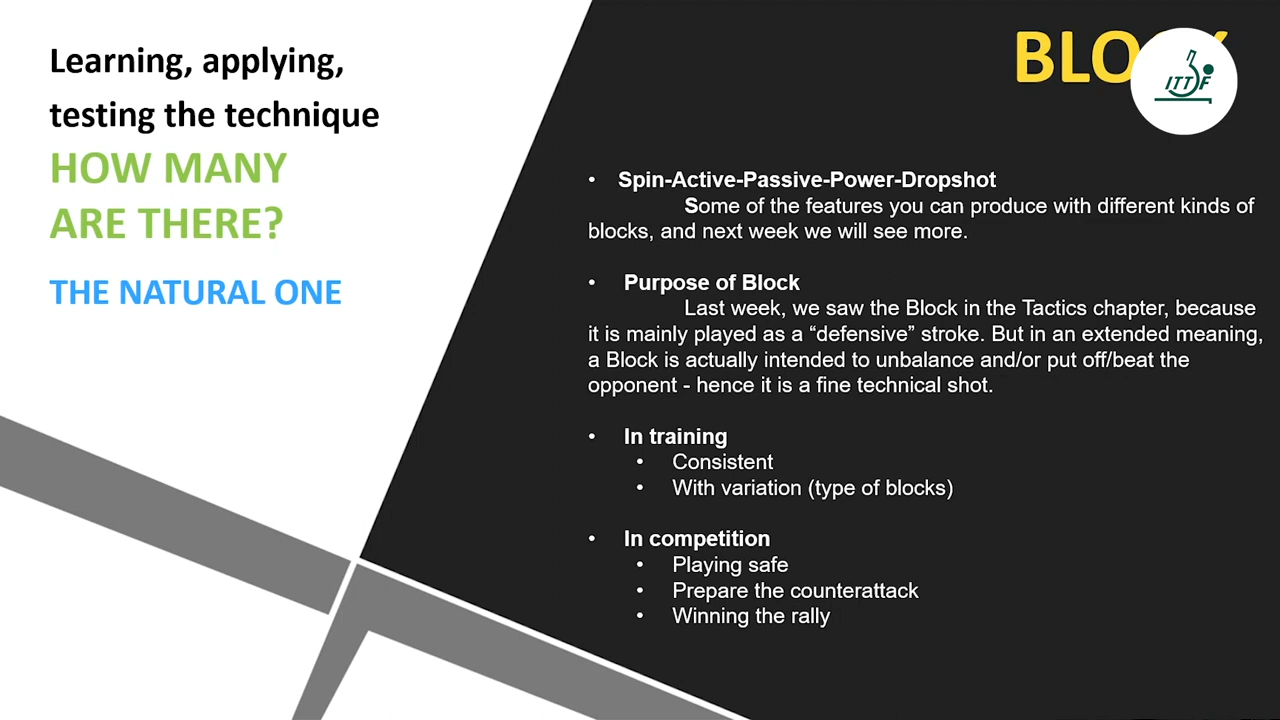 Learning, applying,
testing the technique
HOW MANY
ARE THERE?
THE NATURAL ONE
ITTF
• Spin-Active-Passive-Power-Dropshot
Some of the features you can produce with different kinds of
blocks, and next week we will see more.
• Purpose of Block
Last week, we saw the Block in the Tactics chapter, because
it is mainly played as a “defensive” stroke. But in an extended meaning,
a Block is actually intended to unbalance and/or put off/beat the
opponent - hence it is a fine technical shot.
• In training
• Consistent
• With variation (type of blocks)
• In competition
• Playing safe
• Prepare the counterattack
• Winning the rally